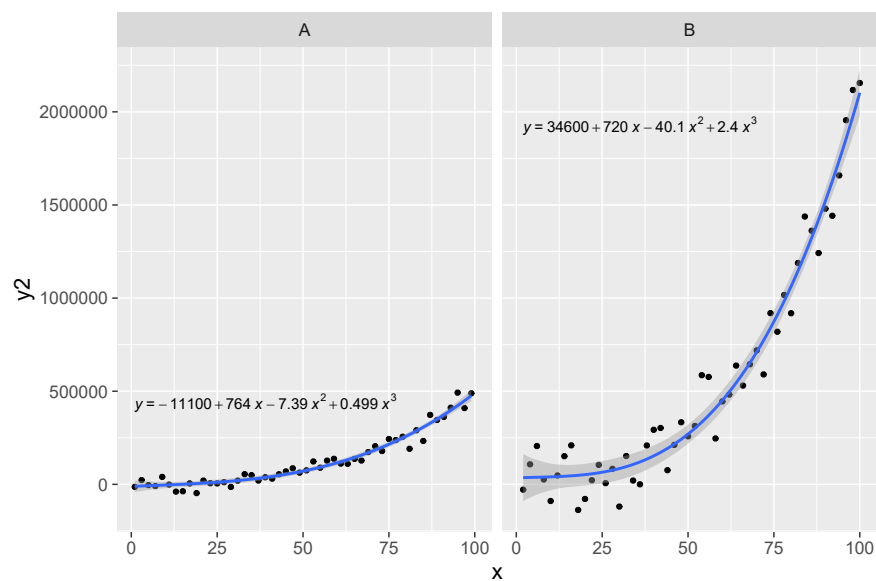 A
B
2000000
1500000
1000000
500000
0
y2
y = − 11100 + 764 x − 7.39 x² + 0.499 x³
y = 34600 + 720 x − 40.1 x² + 2.4 x³
0 25 50 75 100
0 25 50 75 100
x